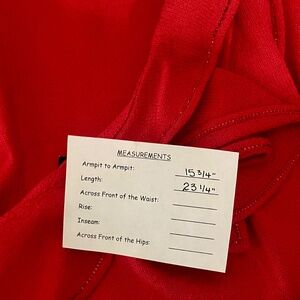 MEASUREMENTS
Armpit to Armpit: 15 3/4"
Length: 23 1/4"
Across Front of the Waist:
Rise:
Inseam:
Across Front of the Hips: